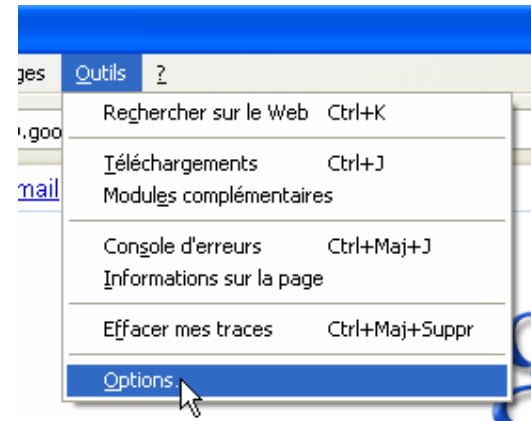 ges Outils ?
Rechercher sur le Web Ctrl+K
.goo
Téléchargements Ctrl+J
mail
Modules complémentaires
Console d'erreurs Ctrl+Maj+J
Informations sur la page
Effacer mes traces Ctrl+Maj+Suppr
Options...